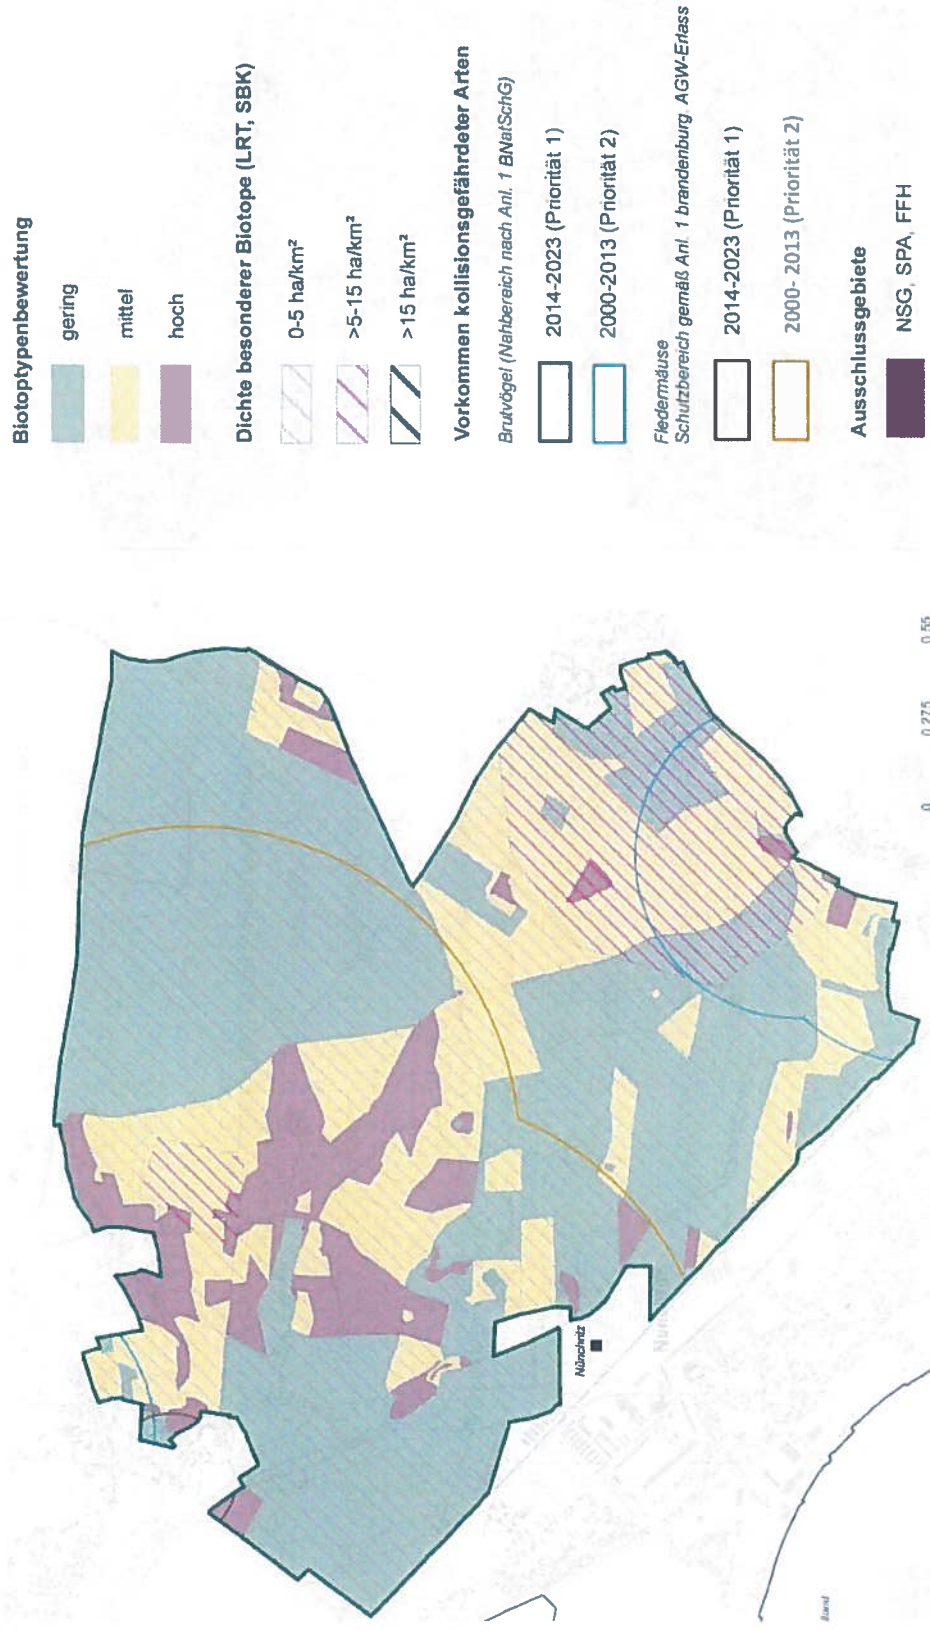 Biotoptypenbewertung
gering
mittel
hoch
Dichte besonderer Biotope (LRT, SBK)
0-5 ha/km²
>5-15 ha/km²
>15 ha/km²
Vorkommen kollisionsgefährdeter Arten
Brutvögel (Nahbereich nach Anl. 1 BNatSchG)
2014-2023 (Priorität 1)
2000-2013 (Priorität 2)
Fledermäuse
Schutzbereich gemäß Anl. 1 brandenburg. AGW-Erlass
2014-2023 (Priorität 1)
2000- 2013 (Priorität 2)
Ausschlussgebiete
NSG, SPA, FFH
Nünchritz
0 0,275 0,55